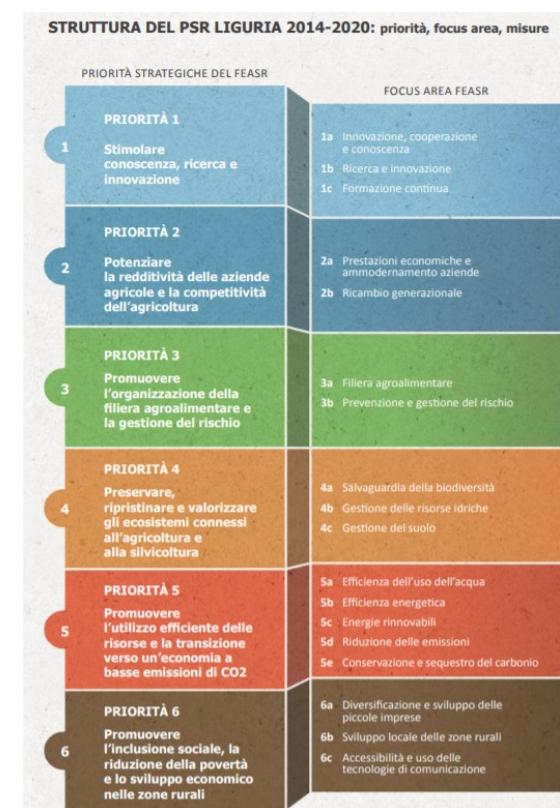 STRUTTURA DEL PSR LIGURIA 2014-2020: priorità, focus area, misure
PRIORITÀ STRATEGICHE DEL FEASR
FOCUS AREA FEASR
1
PRIORITÀ 1
Stimolare
conoscenza, ricerca e
innovazione
1a Innovazione, cooperazione
e conoscenza
1b Ricerca e innovazione
1c Formazione continua
2
PRIORITÀ 2
Potenziare
la redditività delle aziende
agricole e la competitività
dell'agricoltura
2a Prestazioni economiche e
ammodernamento aziende
2b Ricambio generazionale
3
PRIORITÀ 3
Promuovere
l'organizzazione della
filiera agroalimentare e
la gestione del rischio
3a Filiera agroalimentare
3b Prevenzione e gestione del rischio
4
PRIORITÀ 4
Preservare,
ripristinare e valorizzare
gli ecosistemi connessi
all'agricoltura e
alla silvicoltura
4a Salvaguardia della biodiversità
4b Gestione delle risorse idriche
4c Gestione del suolo
5
PRIORITÀ 5
Promuovere
l'utilizzo efficiente delle
risorse e la transizione
verso un'economia a
basse emissioni di CO2
5a Efficienza dell'uso dell'acqua
5b Efficienza energetica
5c Energie rinnovabili
5d Riduzione delle emissioni
5e Conservazione e sequestro del carbonio
6
PRIORITÀ 6
Promuovere
l'inclusione sociale, la
riduzione della povertà
e lo sviluppo economico
nelle zone rurali
6a Diversificazione e sviluppo delle
piccole imprese
6b Sviluppo locale delle zone rurali
6c Accessibilità e uso delle
tecnologie di comunicazione